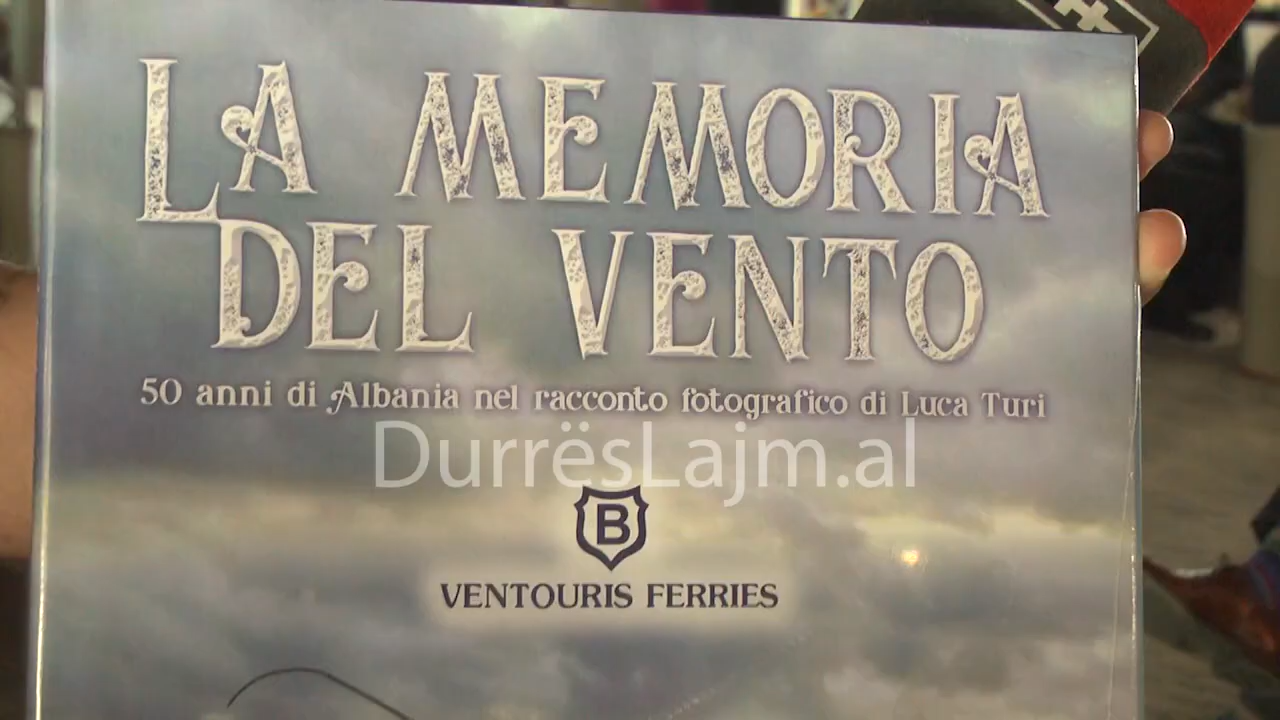 LA MEMORIA
DEL VENTO
50 anni di Albania nel racconto fotografico di Luca Turi
DurrësLajm.al
B
VENTOURIS FERRIES